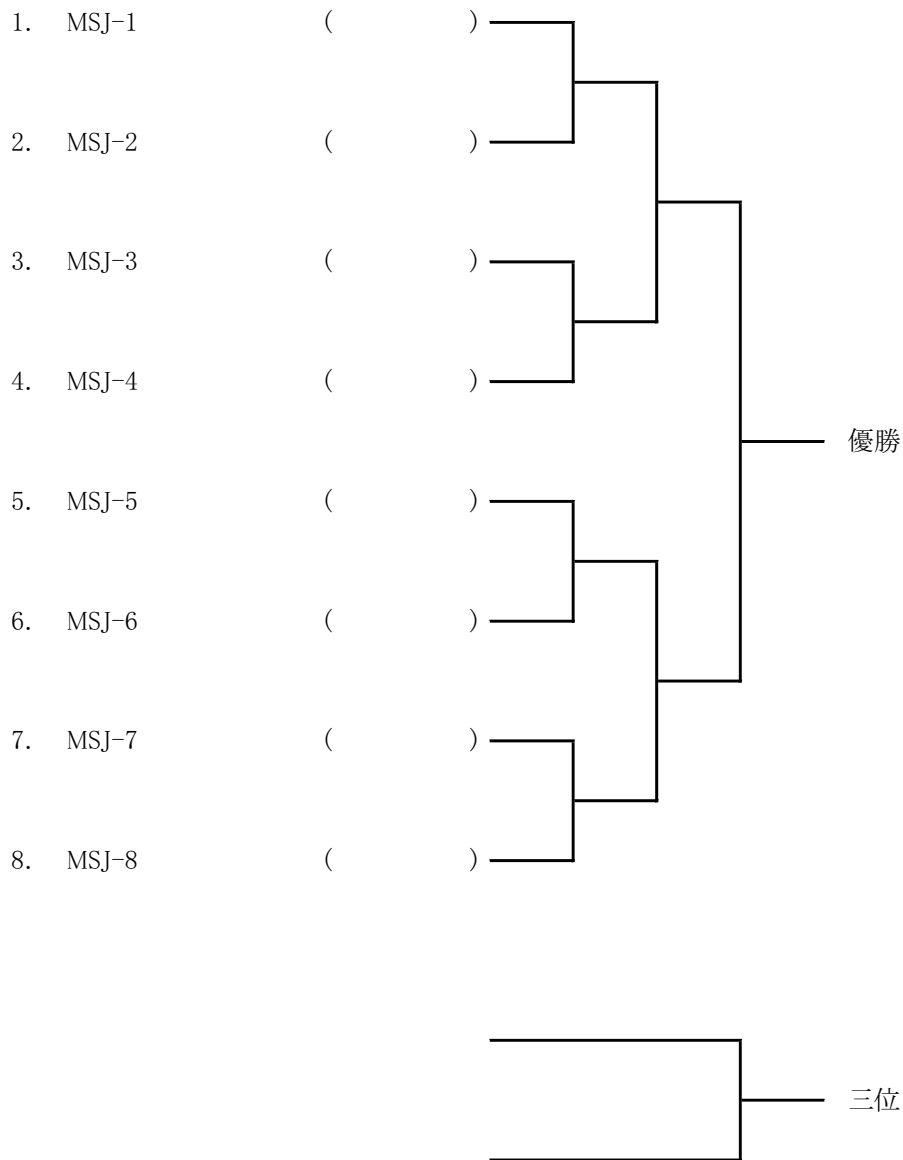 1. MSJ-1 ( )
2. MSJ-2 ( )
3. MSJ-3 ( )
4. MSJ-4 ( )
優勝
5. MSJ-5 ( )
6. MSJ-6 ( )
7. MSJ-7 ( )
8. MSJ-8 ( )
三位